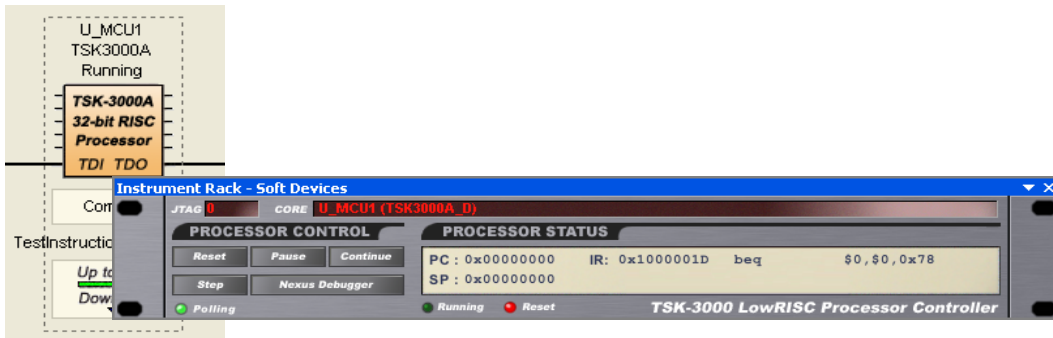 U_MCU1
TSK3000A
Running
TSK-3000A
32-bit RISC
Processor
TDI TDO
Instrument Rack - Soft Devices
JTAG 0 CORE U_MCU1 (TSK3000A_D)
PROCESSOR CONTROL PROCESSOR STATUS
Reset Pause Continue
PC : 0x00000000 IR: 0x1000001D beq $0,$0,0x78
Step Nexus Debugger
SP : 0x00000000
Polling Running Reset TSK-3000 LowRISC Processor Controller
Up